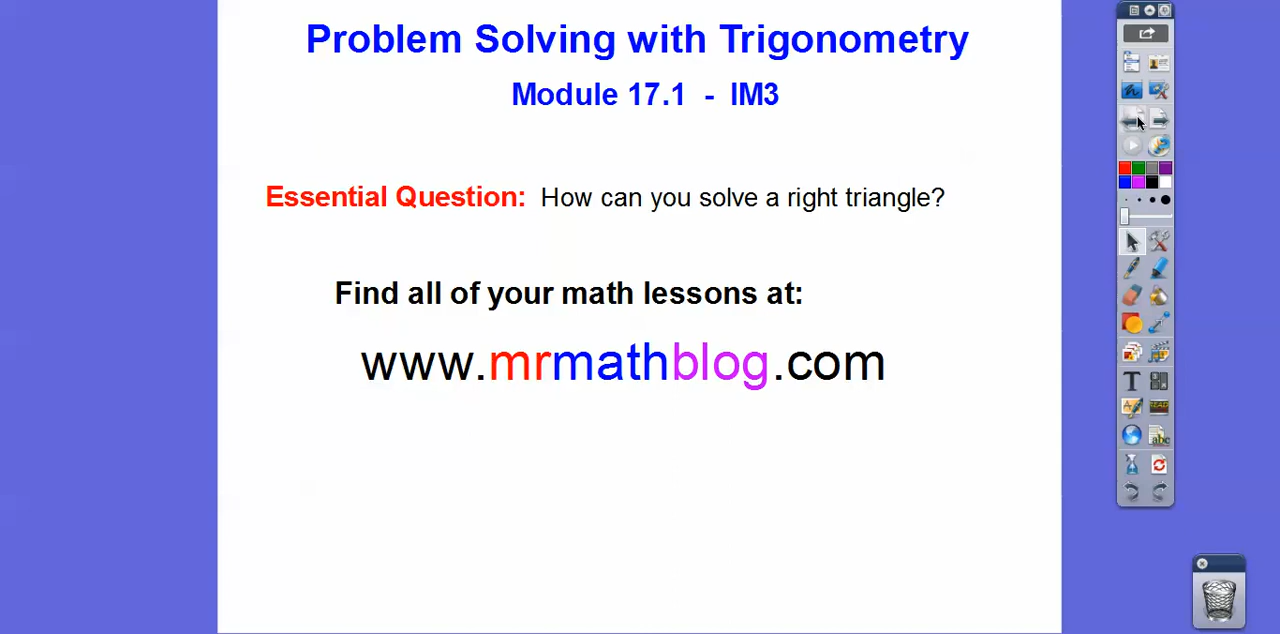 Problem Solving with Trigonometry
Module 17.1 - IM3
Essential Question: How can you solve a right triangle?
Find all of your math lessons at:
www.mrmathblog.com
T
abc